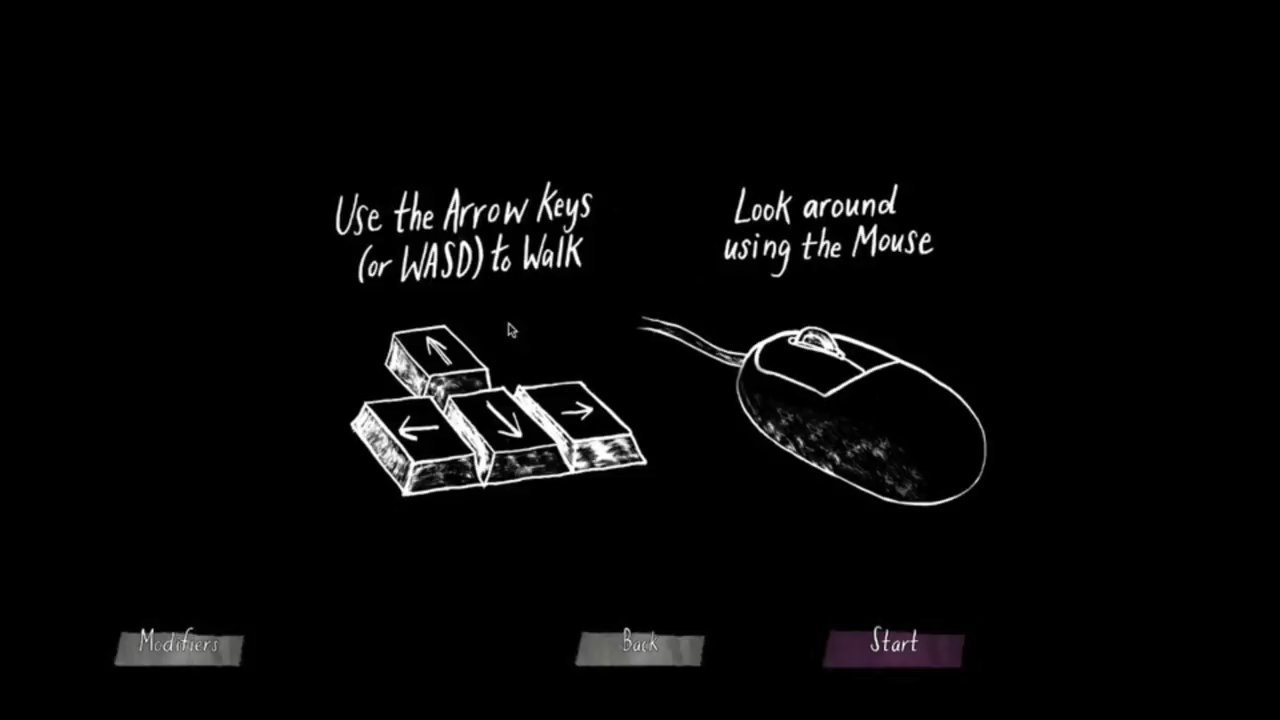 Use the Arrow Keys
(or WASD) to Walk
Look around
using the Mouse
Modifiers
Back
Start